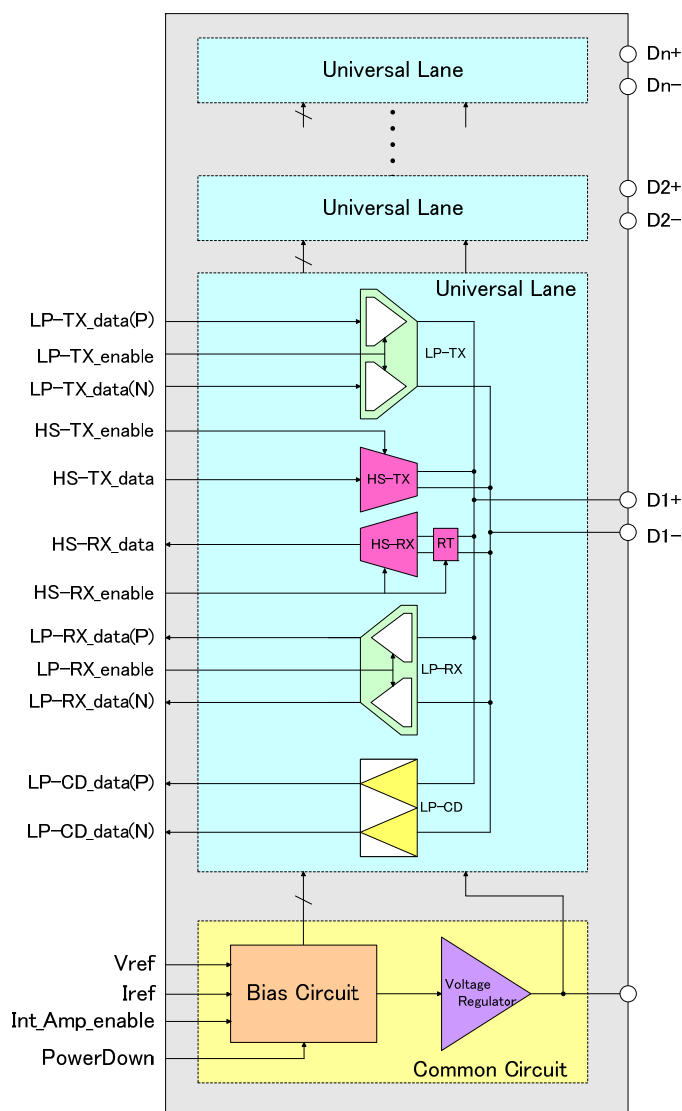 Universal Lane
Dn+
Dn−
Universal Lane
D2+
D2−
Universal Lane
LP−TX_data(P)
LP−TX_enable
LP−TX
LP−TX_data(N)
HS−TX_enable
HS−TX_data
HS−TX
D1+
HS−RX_data
HS−RX
RT
D1−
HS−RX_enable
LP−RX_data(P)
LP−RX_enable
LP−RX
LP−RX_data(N)
LP−CD_data(P)
LP−CD
LP−CD_data(N)
Vref
Iref
Int_Amp_enable
PowerDown
Bias Circuit
Voltage
Regulator
Common Circuit